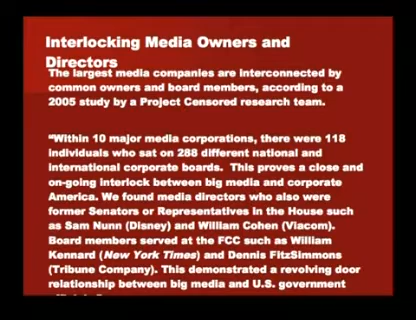 Interlocking Media Owners and
Directors
The largest media companies are interconnected by
common owners and board members, according to a
2005 study by a Project Censored research team.
"Within 10 major media corporations, there were 118
individuals who sat on 288 different national and
international corporate boards. This proves a close and
on-going interlock between big media and corporate
America. We found media directors who also were
former Senators or Representatives in the House such
as Sam Nunn (Disney) and William Cohen (Viacom).
Board members served at the FCC such as William
Kennard (New York Times) and Dennis FitzSimmons
(Tribune Company). This demonstrated a revolving door
relationship between big media and U.S. government